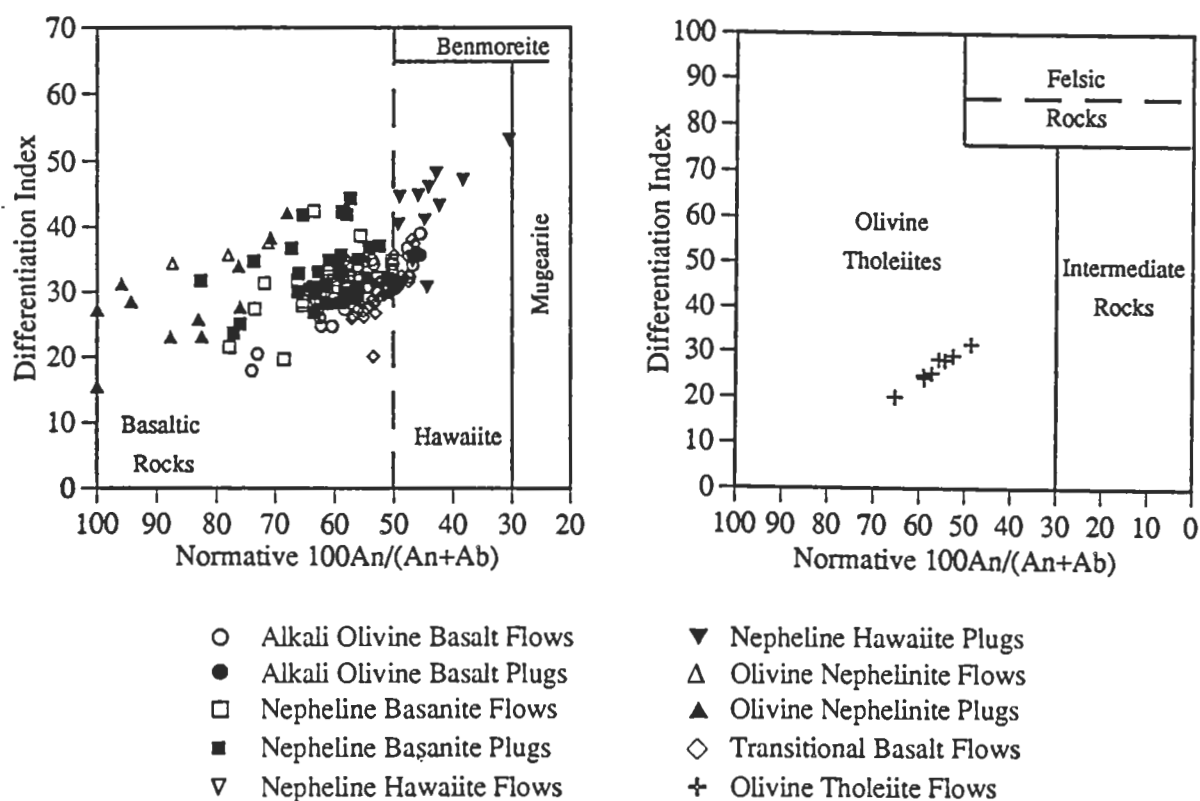 70
60
50
40
30
20
10
0
Differentiation Index
Benmoreite
Mugearite
Basaltic
Rocks
Hawaiite
100 90 80 70 60 50 40 30 20
Normative 100An/(An+Ab)
100
90
80
70
60
50
40
30
20
10
0
Differentiation Index
Felsic
Rocks
Olivine
Tholeiites
Intermediate
Rocks
100 90 80 70 60 50 40 30 20 10 0
Normative 100An/(An+Ab)
Alkali Olivine Basalt Flows
Alkali Olivine Basalt Plugs
Nepheline Basanite Flows
Nepheline Basanite Plugs
Nepheline Hawaiite Flows
Nepheline Hawaiite Plugs
Olivine Nephelinite Flows
Olivine Nephelinite Plugs
Transitional Basalt Flows
Olivine Tholeiite Flows